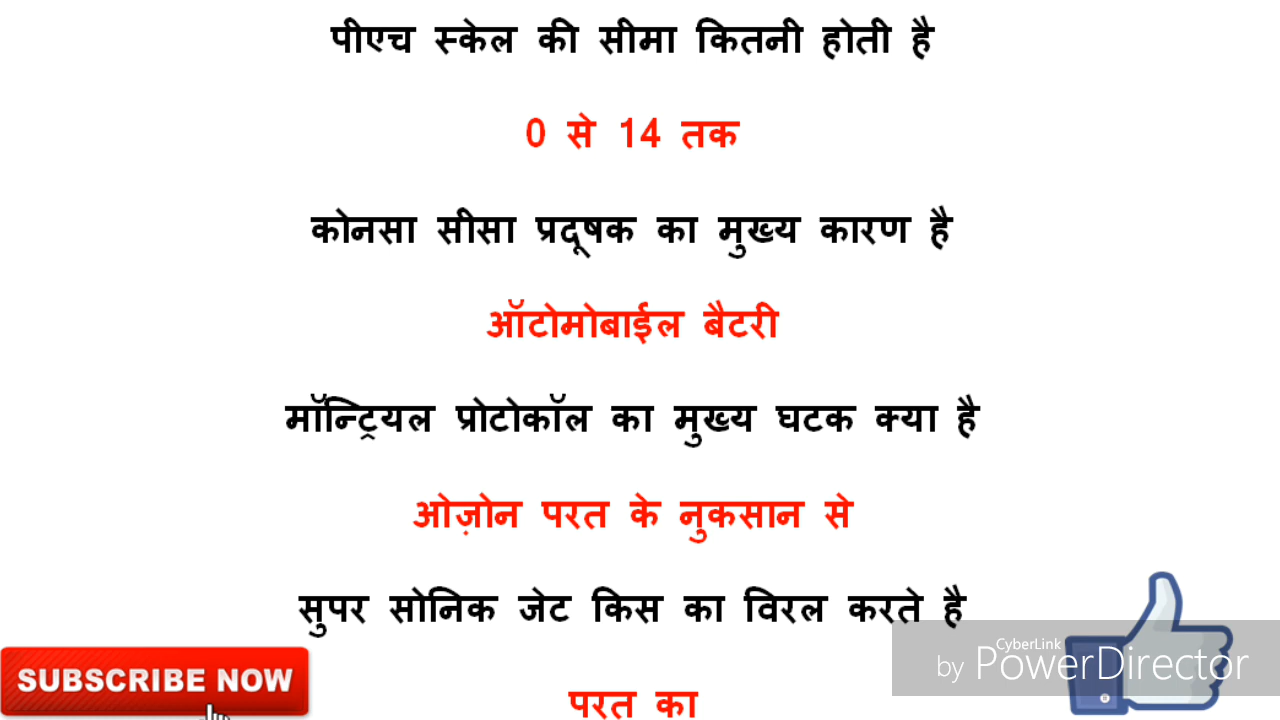 पीएच स्केल की सीमा कितनी होती है
0 से 14 तक
कोनसा सीसा प्रदूषक का मुख्य कारण है
ऑटोमोबाईल बैटरी
मॉन्ट्रियल प्रोटोकॉल का मुख्य घटक क्या है
ओज़ोन परत के नुकसान से
सुपर सोनिक जेट किस का विरल करते है
CyberLink
by PowerDirector
SUBSCRIBE NOW
परत का